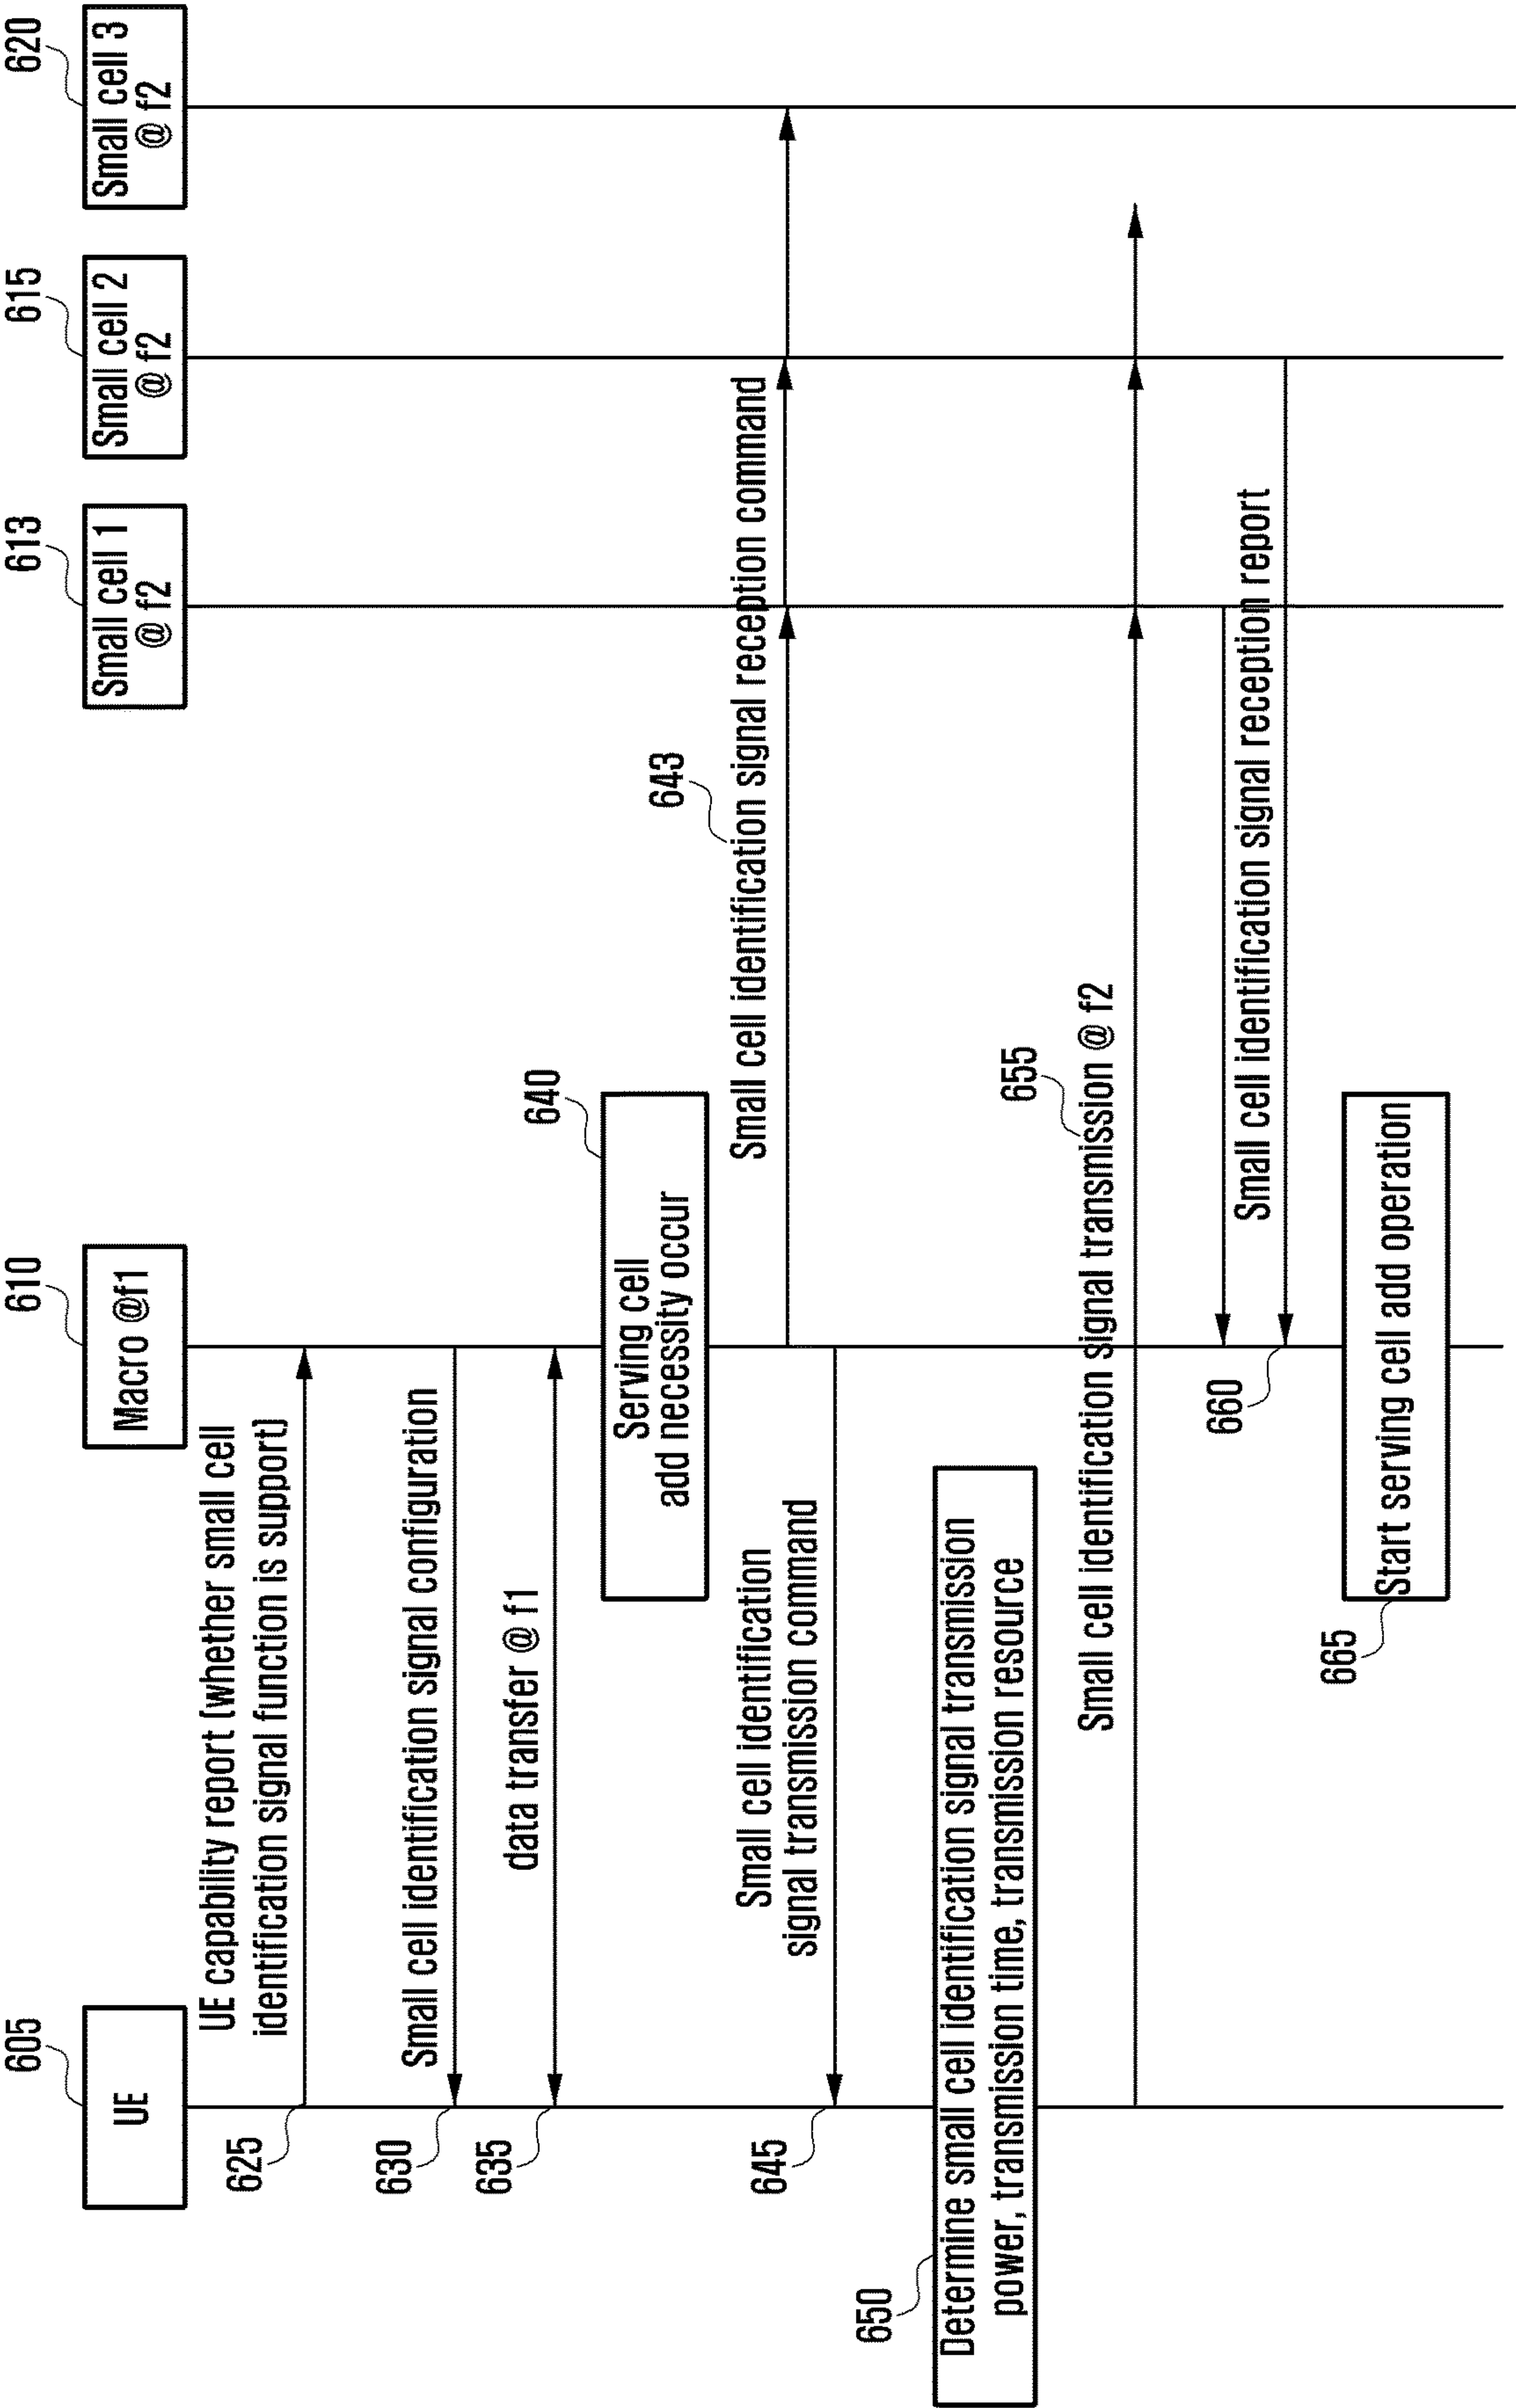 605
UE
610
Macro @f1
613
Small cell 1
@ f2
615
Small cell 2
@ f2
620
Small cell 3
@ f2
625
UE capability report (whether small cell
identification signal function is support)
630
Small cell identification signal configuration
635
data transfer @ f1
640
Serving cell
add necessity occur
643
Small cell identification signal reception command
645
Small cell identification
signal transmission command
650
Determine small cell identification signal transmission
power, transmission time, transmission resource
655
Small cell identification signal transmission @ f2
660
Small cell identification signal reception report
665
Start serving cell add operation